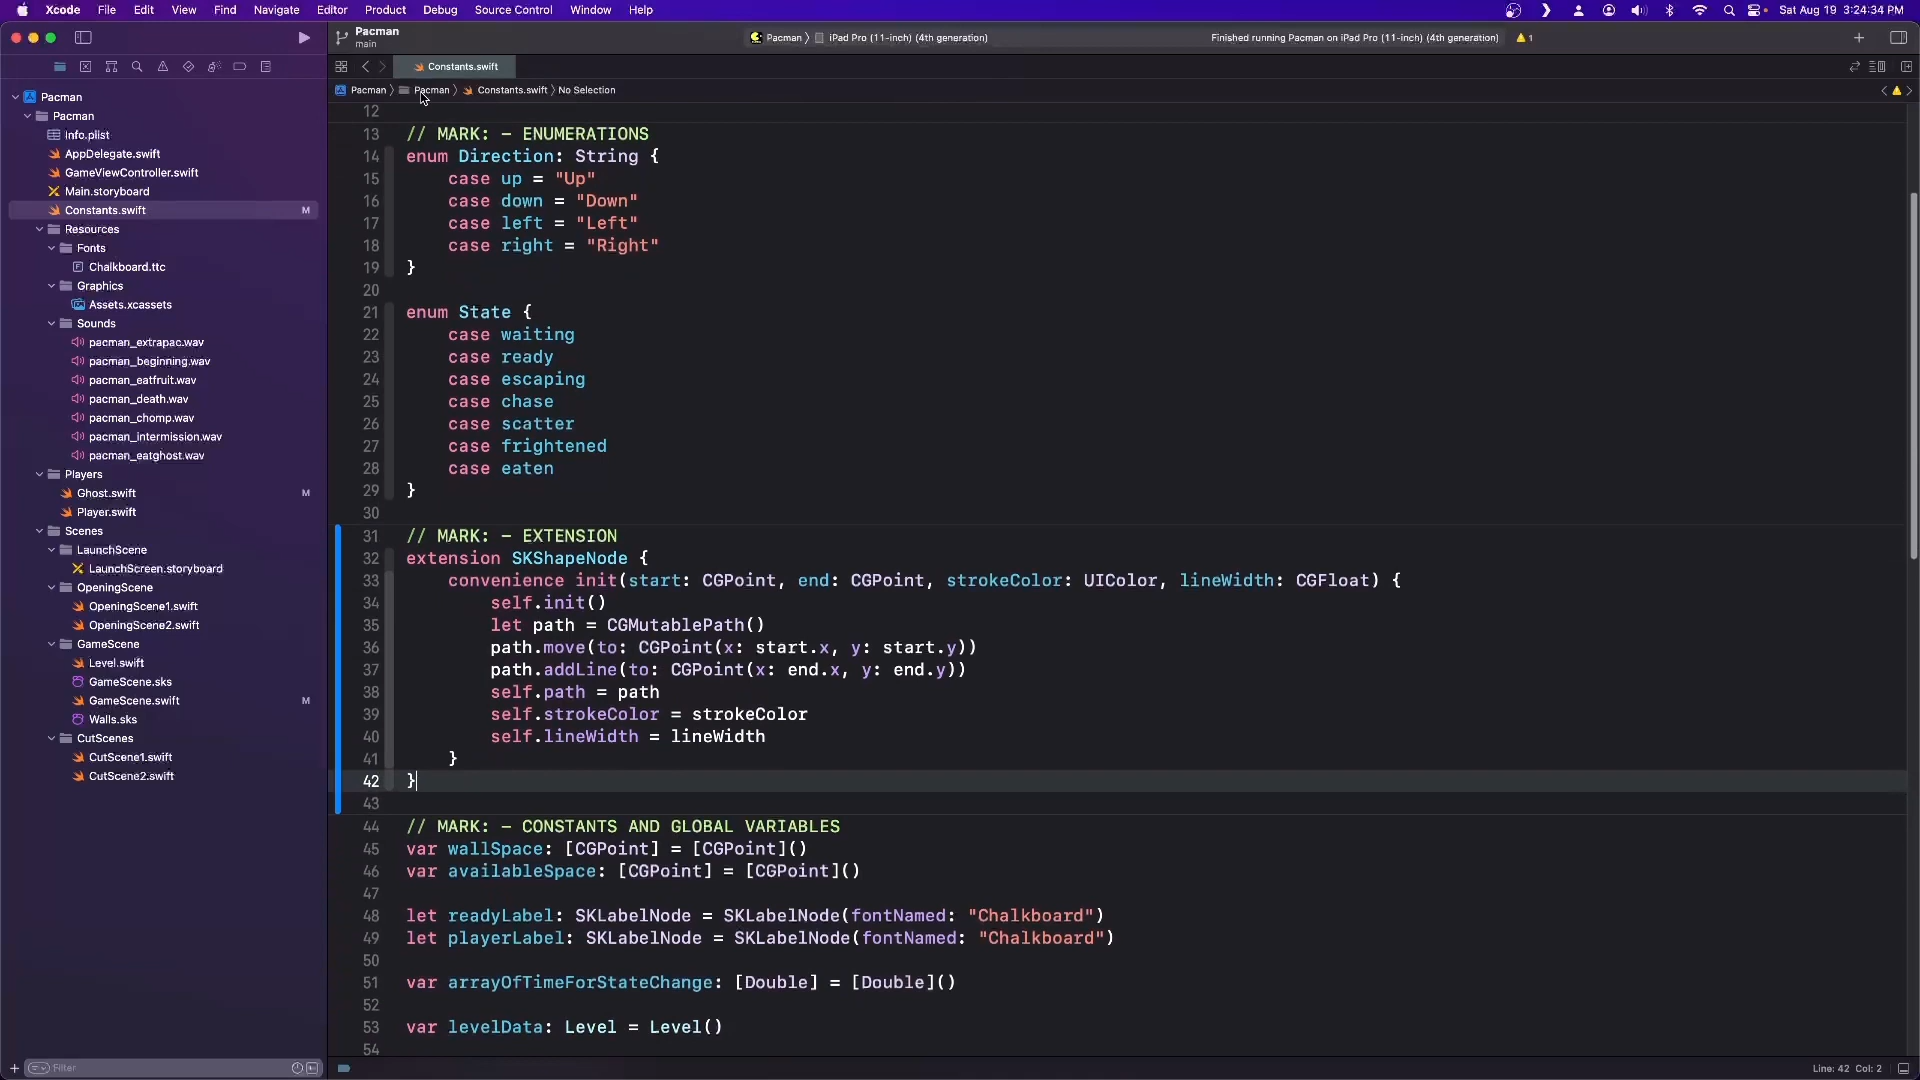 Xcode File Edit View Find Navigate Editor Product Debug Source Control Window Help Sat Aug 19 3:24:34 PM
Pacman
main
Pacman 〉 iPad Pro (11-inch) (4th generation) Finished running Pacman on iPad Pro (11-inch) (4th generation) 1
Constants.swift
Pacman 〉 Pacman 〉 Constants.swift 〉 No Selection
Pacman
Pacman
Info.plist
AppDelegate.swift
GameViewController.swift
Main.storyboard
Constants.swift M
Resources
Fonts
Chalkboard.ttc
Graphics
Assets.xcassets
Sounds
pacman_extrapac.wav
pacman_beginning.wav
pacman_eatfruit.wav
pacman_death.wav
pacman_chomp.wav
pacman_intermission.wav
pacman_eatghost.wav
Players
Ghost.swift M
Player.swift
Scenes
LaunchScene
LaunchScreen.storyboard
OpeningScene
OpeningScene1.swift
OpeningScene2.swift
GameScene
Level.swift
GameScene.sks
GameScene.swift M
Walls.sks
CutScenes
CutScene1.swift
CutScene2.swift
Filter
12
13 // MARK: - ENUMERATIONS
14 enum Direction: String {
15 case up = "Up"
16 case down = "Down"
17 case left = "Left"
18 case right = "Right"
19 }
20
21 enum State {
22 case waiting
23 case ready
24 case escaping
25 case chase
26 case scatter
27 case frightened
28 case eaten
29 }
30
31 // MARK: - EXTENSION
32 extension SKShapeNode {
33 convenience init(start: CGPoint, end: CGPoint, strokeColor: UIColor, lineWidth: CGFloat) {
34 self.init()
35 let path = CGMutablePath()
36 path.move(to: CGPoint(x: start.x, y: start.y))
37 path.addLine(to: CGPoint(x: end.x, y: end.y))
38 self.path = path
39 self.strokeColor = strokeColor
40 self.lineWidth = lineWidth
41 }
42 }
43
44 // MARK: - CONSTANTS AND GLOBAL VARIABLES
45 var wallSpace: [CGPoint] = [CGPoint]()
46 var availableSpace: [CGPoint] = [CGPoint]()
47
48 let readyLabel: SKLabelNode = SKLabelNode(fontNamed: "Chalkboard")
49 let playerLabel: SKLabelNode = SKLabelNode(fontNamed: "Chalkboard")
50
51 var arrayOfTimeForStateChange: [Double] = [Double]()
52
53 var levelData: Level = Level()
54
Line: 42 Col: 2